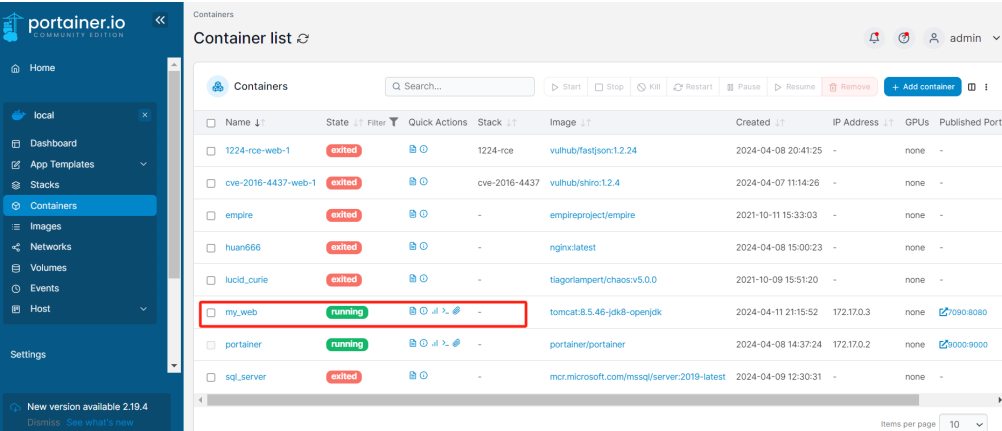 portainer.io
COMMUNITY EDITION
Home
local
Dashboard
App Templates
Stacks
Containers
Images
Networks
Volumes
Events
Host
Settings
New version available 2.19.4
Dismiss See what's new
Containers
Container list
admin
Containers
Search...
Start Stop Kill Restart Pause Resume Remove + Add container
Name State Filter Quick Actions Stack Image Created IP Address GPUs Published Port
1224-rce-web-1 exited 1224-rce vulhub/fastjson:1.2.24 2024-04-08 20:41:25 - none -
cve-2016-4437-web-1 exited cve-2016-4437 vulhub/shiro:1.2.4 2024-04-07 11:14:26 - none -
empire exited - empireproject/empire 2021-10-11 15:33:03 - none -
huan666 exited - nginx:latest 2024-04-08 15:00:23 - none -
lucid_curie exited - tiagorlampert/chaos:v5.0.0 2021-10-09 15:51:20 - none -
my_web running - tomcat:8.5.46-jdk8-openjdk 2024-04-11 21:15:52 172.17.0.3 none 7090:8080
portainer running - portainer/portainer 2024-04-08 14:37:24 172.17.0.2 none 9000:9000
sql_server exited - mcr.microsoft.com/mssql/server:2019-latest 2024-04-09 12:30:31 - none -
Items per page 10